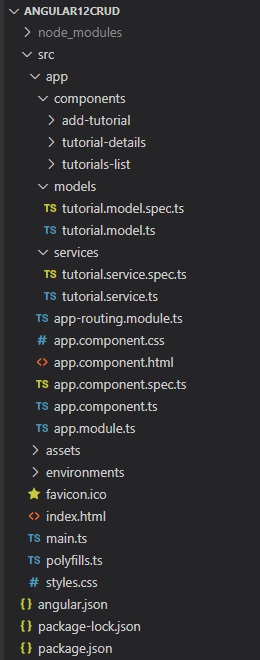 ANGULAR12CRUD
node_modules
src
app
components
add-tutorial
tutorial-details
tutorials-list
models
TS tutorial.model.spec.ts
TS tutorial.model.ts
services
TS tutorial.service.spec.ts
TS tutorial.service.ts
TS app-routing.module.ts
# app.component.css
<> app.component.html
TS app.component.spec.ts
TS app.component.ts
TS app.module.ts
assets
environments
favicon.ico
<> index.html
TS main.ts
TS polyfills.ts
# styles.css
{} angular.json
{} package-lock.json
{} package.json